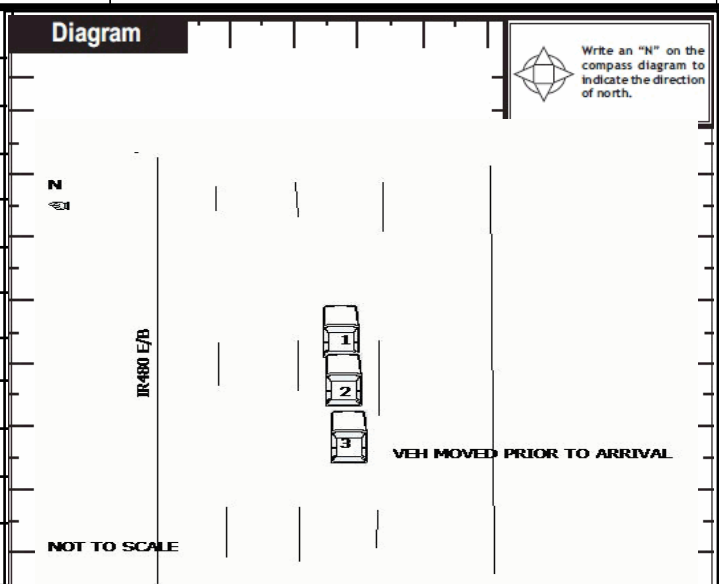 Diagram
Write an “N” on the
compass diagram to
indicate the direction
of north.
N
IR480 E/B
1
2
3
VEH MOVED PRIOR TO ARRIVAL
NOT TO SCALE